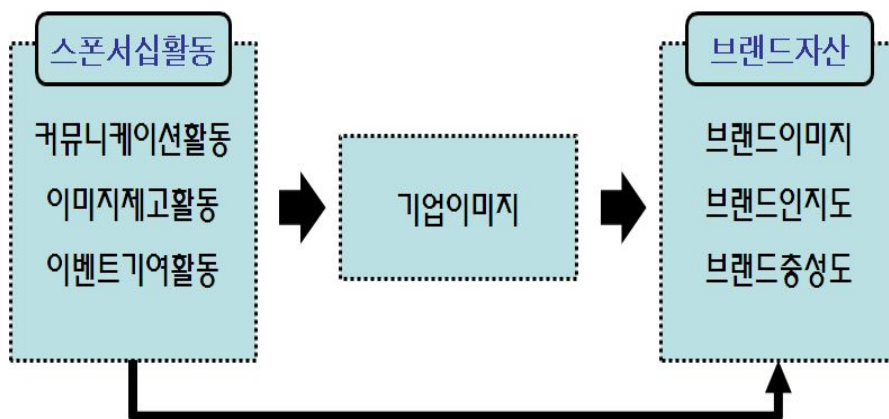 스폰서십활동
커뮤니케이션활동
이미지제고활동
이벤트기여활동
기업이미지
브랜드자산
브랜드이미지
브랜드인지도
브랜드충성도